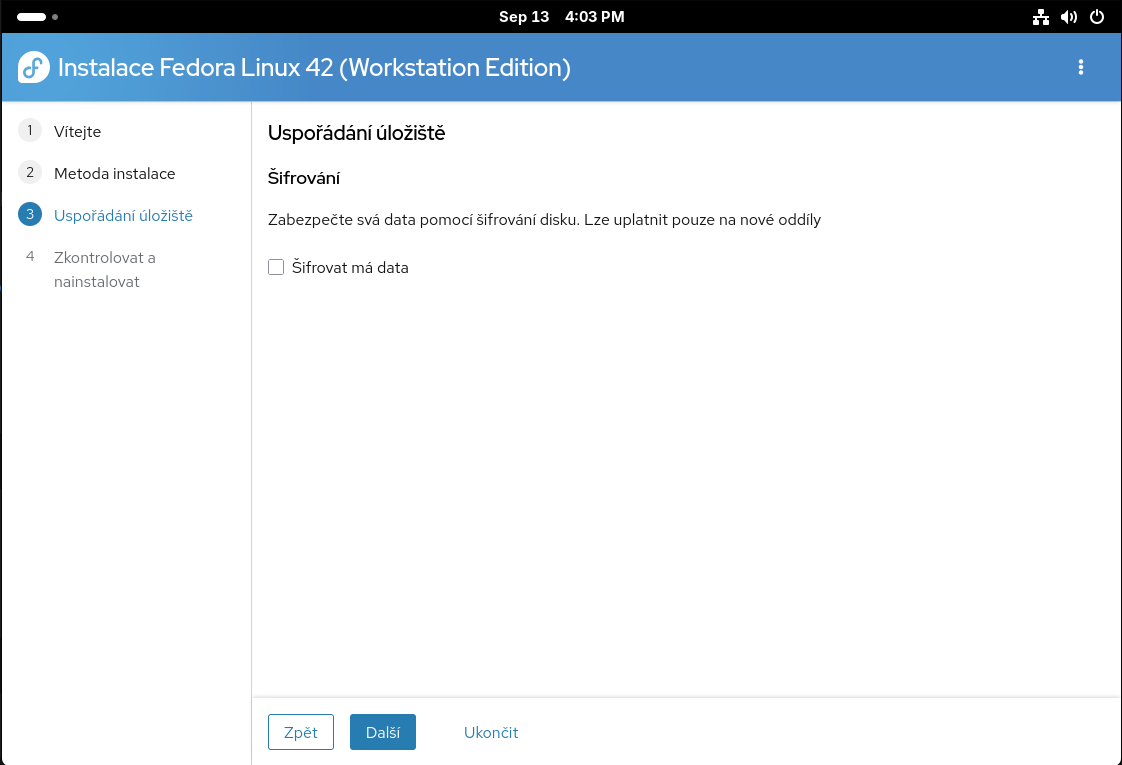 Sep 13 4:03 PM
Instalace Fedora Linux 42 (Workstation Edition)
1 Vítejte
2 Metoda instalace
3 Uspořádání úložiště
4 Zkontrolovat a
nainstalovat
Uspořádání úložiště
Šifrování
Zabezpečte svá data pomocí šifrování disku. Lze uplatnit pouze na nové oddíly
Šifrovat má data
Zpět Další Ukončit